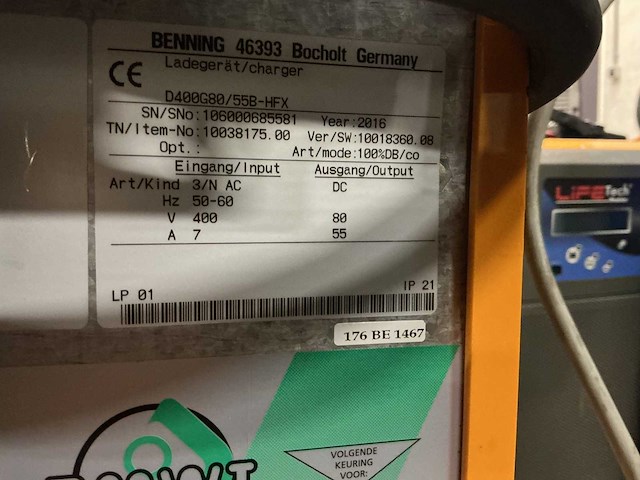 BENNING 46393 Bocholt Germany
CE
Ladegerät/charger
D400G80/55B-HFX
SN/SNo: 106000685581 Year: 2016
TN/Item-No: 10038175.00 Ver/SW: 10018360.08
Opt.: Art/mode: 100%DB/co
Eingang/Input Ausgang/Output
Art/Kind 3/N AC DC
Hz 50-60
V 400 80
A 7 55
LP 01 IP 21
176 BE 1467
VOLGENDE
KEURING
VOOR:
LiFETech